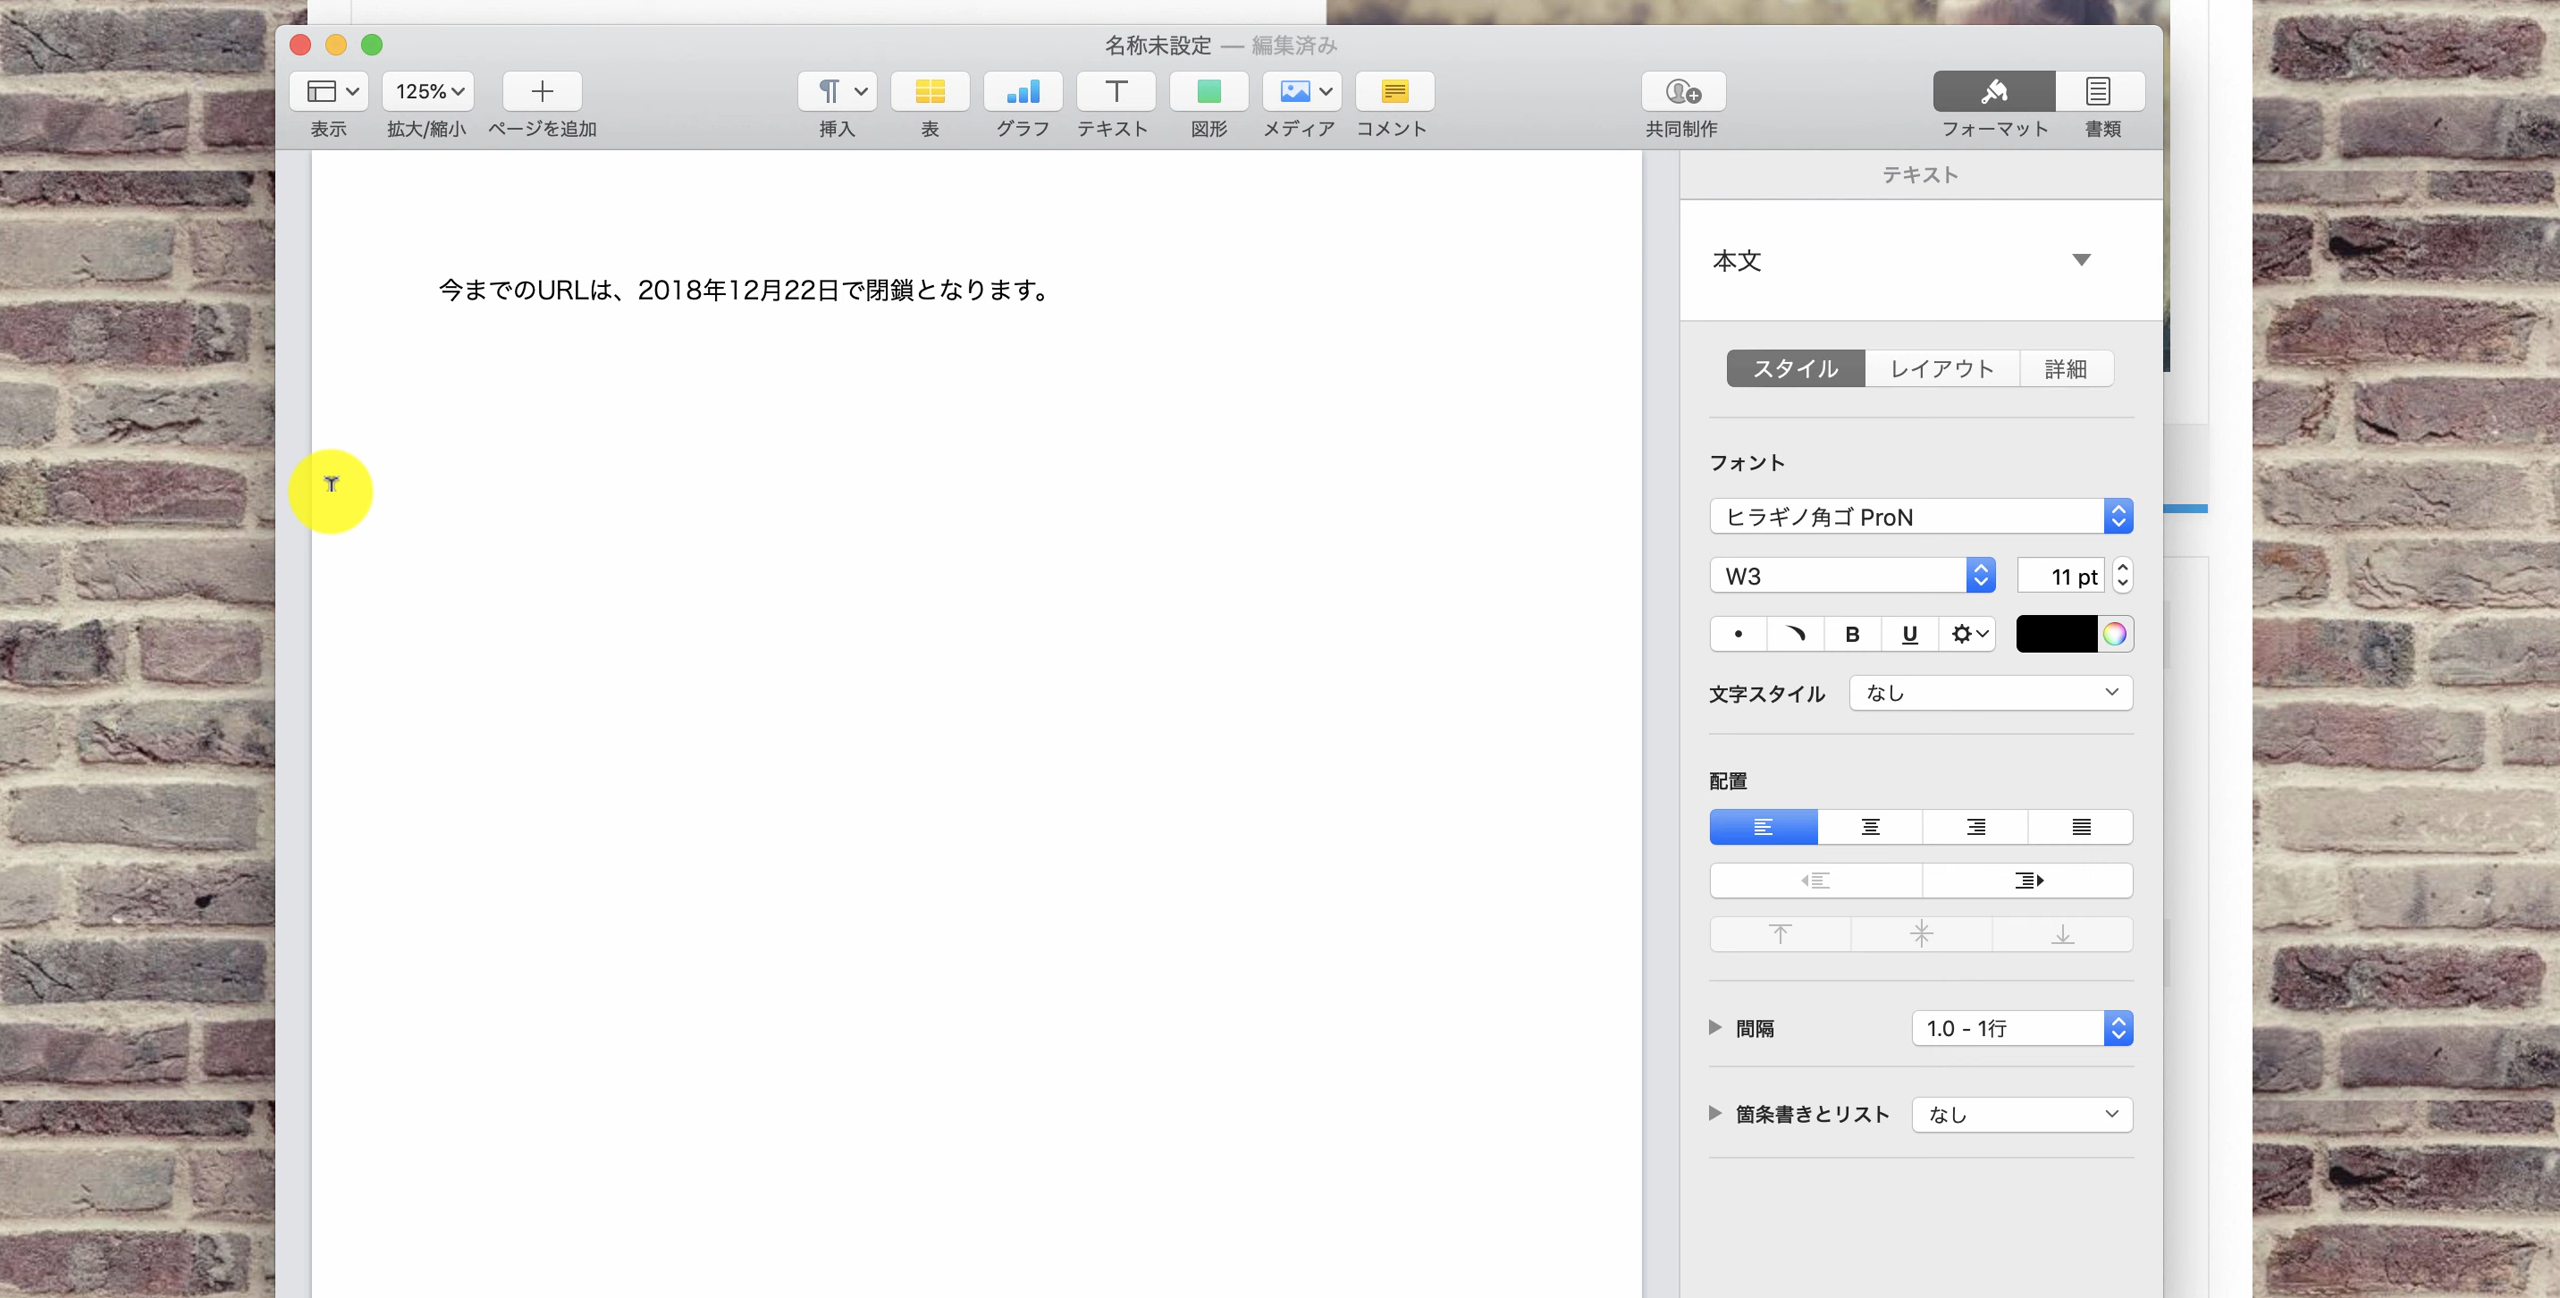 名称未設定 — 編集済み
125%
表示
拡大/縮小
ページを追加
挿入
表
グラフ
テキスト
図形
メディア
コメント
共同制作
フォーマット
書類
テキスト
本文
今までのURLは、2018年12月22日で閉鎖となります。
スタイル
レイアウト
詳細
フォント
ヒラギノ角ゴ ProN
W3
11 pt
B
U
文字スタイル
なし
配置
間隔
1.0 - 1行
箇条書きとリスト
なし